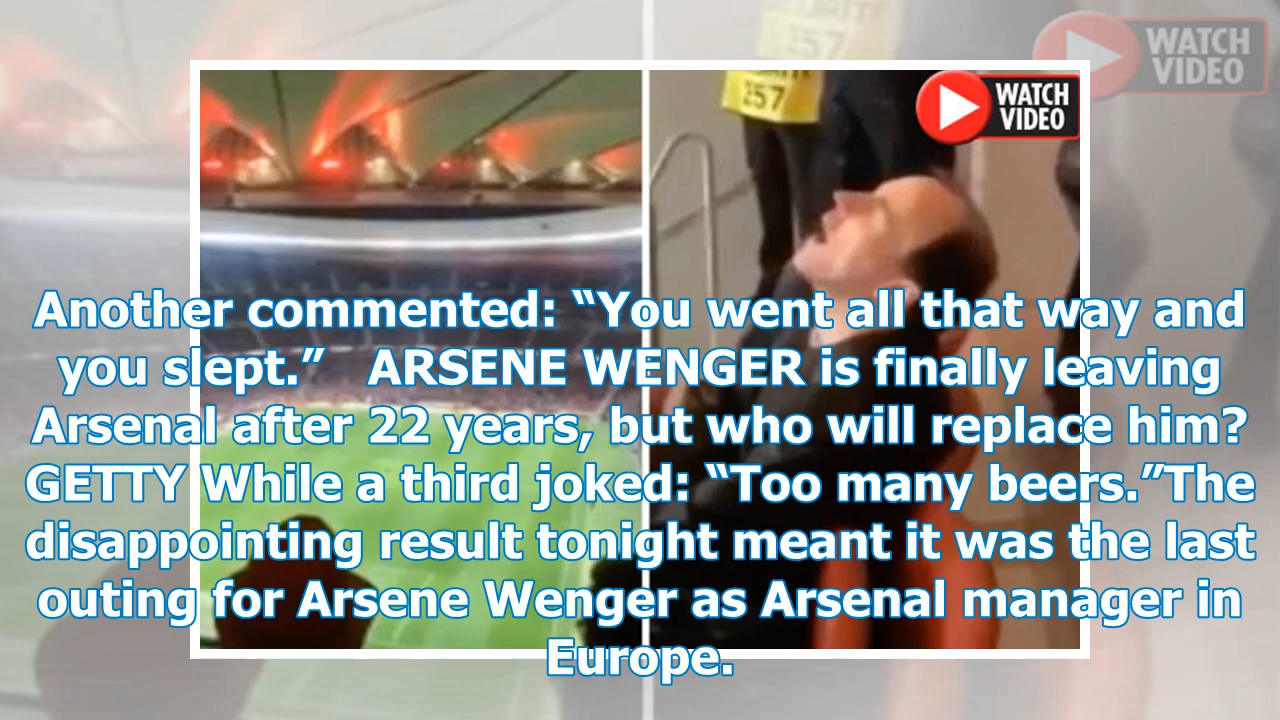 WATCH
VIDEO
257
257
WATCH
VIDEO
Another commented: “You went all that way and
you slept.” ARSENE WENGER is finally leaving
Arsenal after 22 years, but who will replace him?
GETTY While a third joked: “Too many beers.”The
disappointing result tonight meant it was the last
outing for Arsene Wenger as Arsenal manager in
Europe.